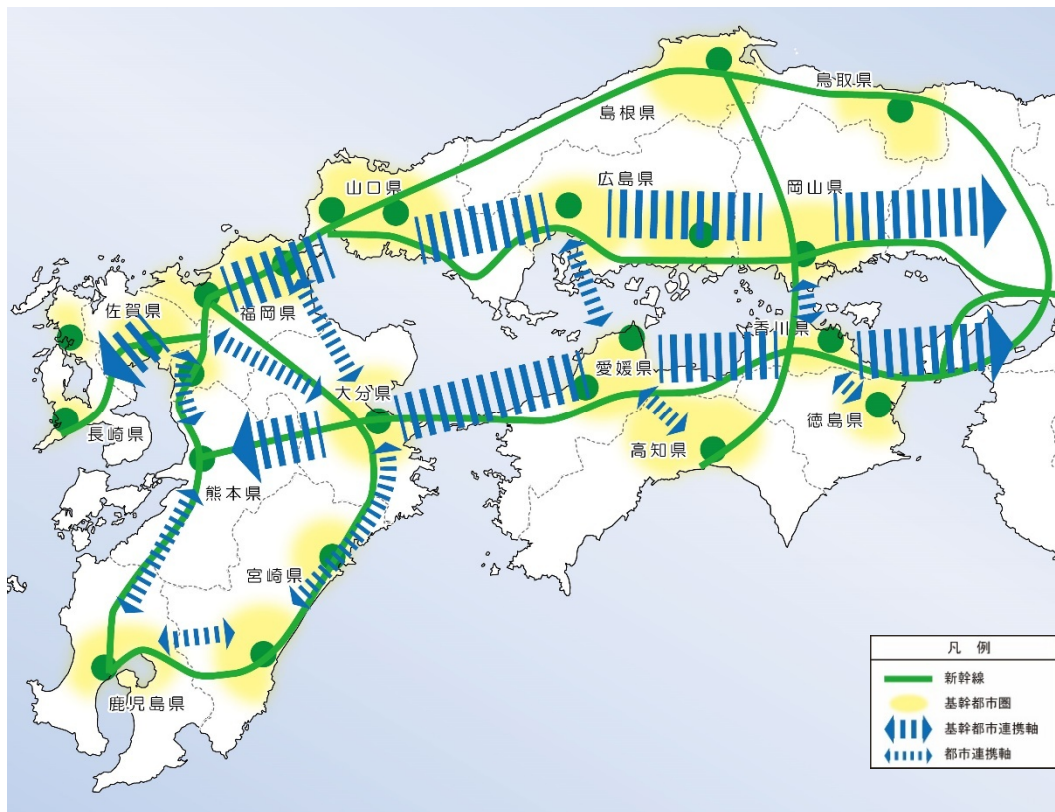 鳥取県
島根県
広島県
山口県
岡山県
佐賀県
福岡県
香川県
愛媛県
大分県
徳島県
長崎県
高知県
熊本県
宮崎県
鹿児島県
凡 例
新幹線
基幹都市圏
基幹都市連携軸
都市連携軸